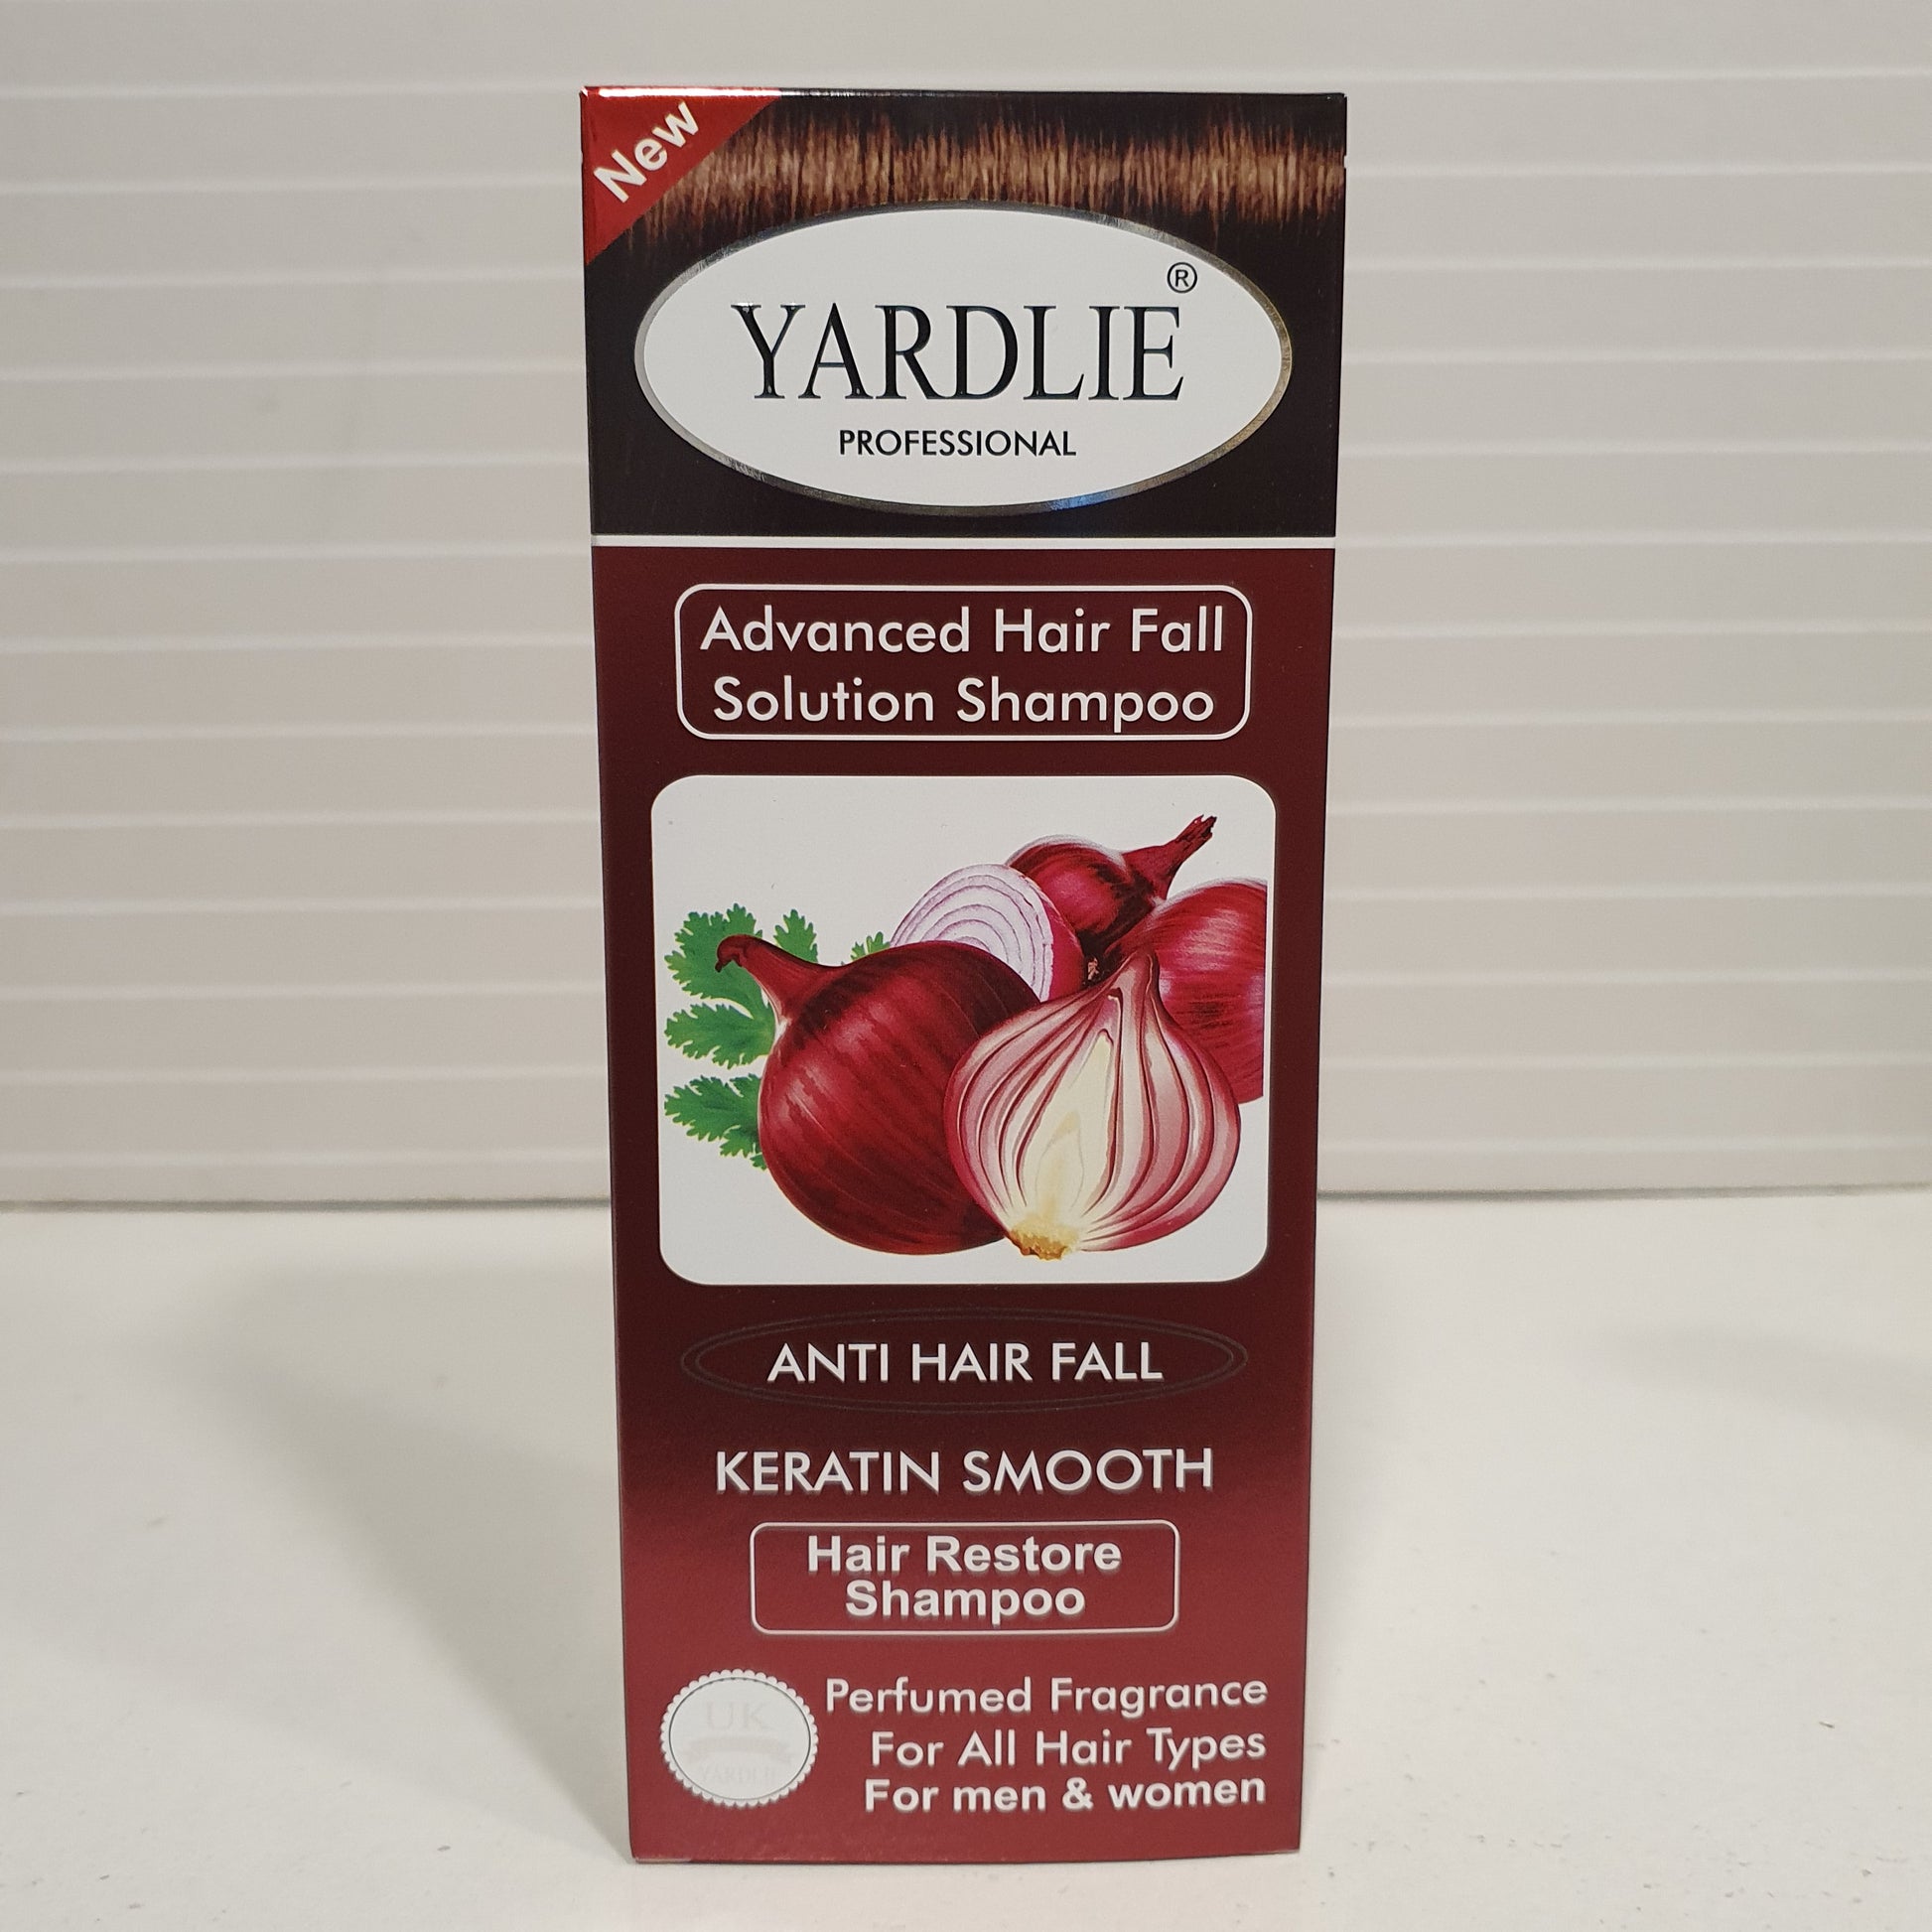 New
YARDLIE®
PROFESSIONAL
Advanced Hair Fall
Solution Shampoo
ANTI HAIR FALL
KERATIN SMOOTH
Hair Restore
Shampoo
UK
YARDLIE
Perfumed Fragrance
For All Hair Types
For men & women